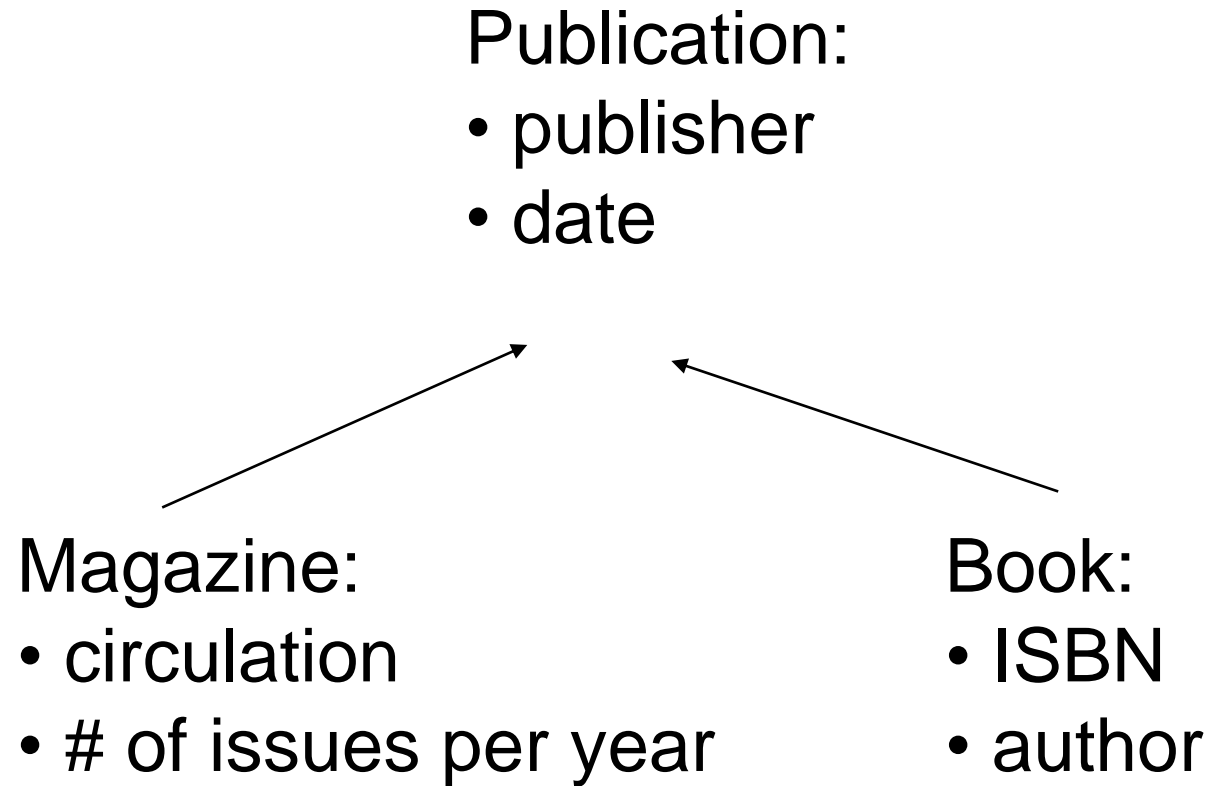 Publication:
• publisher
• date
Magazine:
• circulation
• # of issues per year
Book:
• ISBN
• author